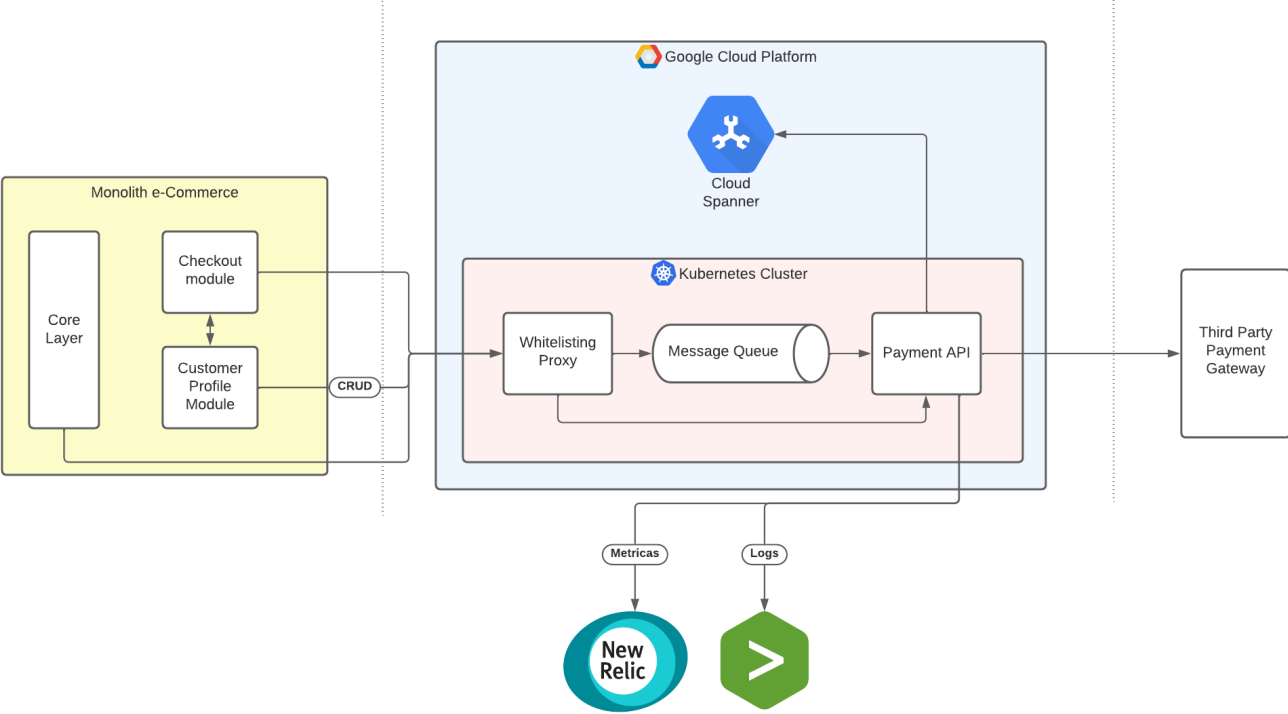 Google Cloud Platform
Cloud
Spanner
Monolith e-Commerce
Core
Layer
Checkout
module
Customer
Profile
Module
CRUD
Kubernetes Cluster
Whitelisting
Proxy
Message Queue
Payment API
Third Party
Payment
Gateway
Metricas
Logs
New
Relic
>